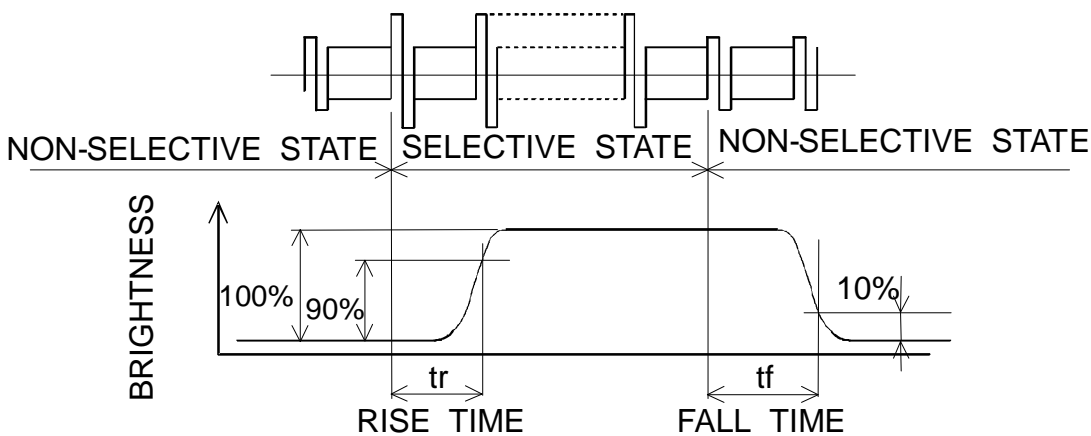 NON-SELECTIVE STATE
SELECTIVE STATE
NON-SELECTIVE STATE
BRIGHTNESS
100%
90%
10%
tr
tf
RISE TIME
FALL TIME